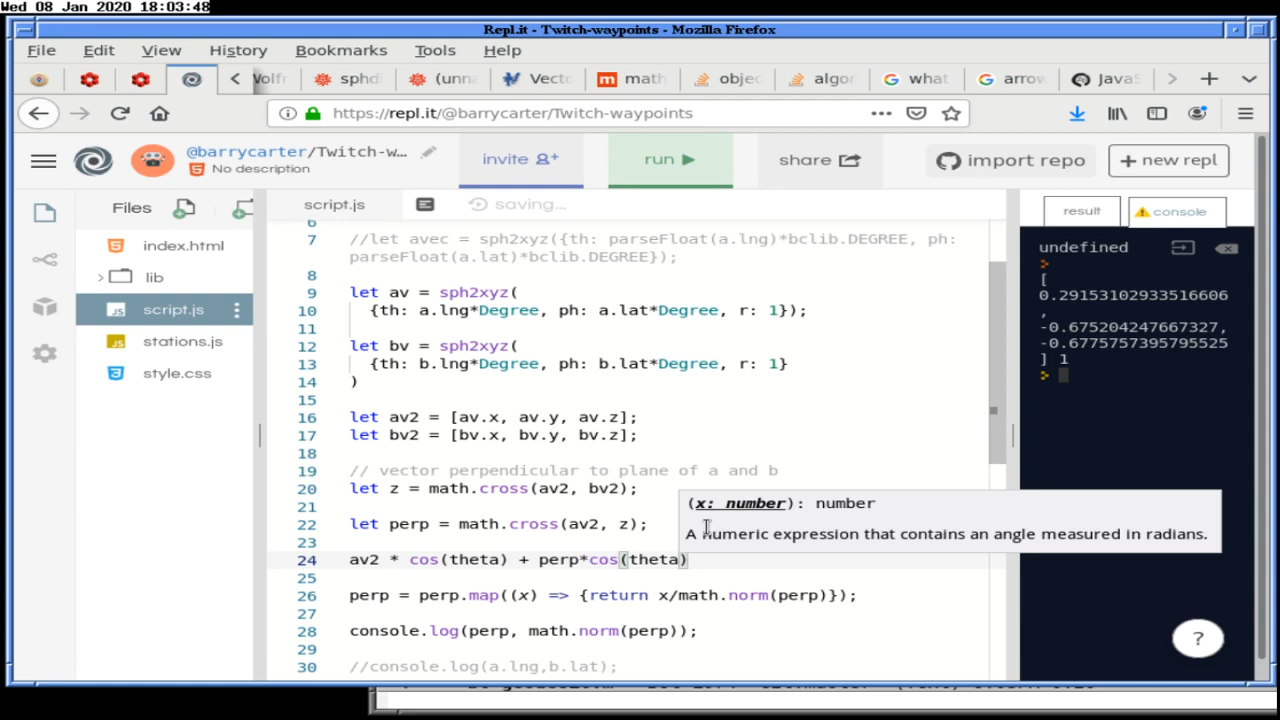 Wed 08 Jan 2020 18:03:48
Repl.it - Twitch-waypoints - Mozilla Firefox
File Edit View History Bookmarks Tools Help
Wolfr sphd (unna Vecto math objec algor what arrow JavaS
https://repl.it/@barrycarter/Twitch-waypoints
@barrycarter/Twitch-w...
No description
invite
run
share
import repo
+ new repl
Files
script.js
saving...
result
console
index.html
lib
script.js
stations.js
style.css
6
7 //let avec = sph2xyz({th: parseFloat(a.lng)*bclib.DEGREE, ph:
parseFloat(a.lat)*bclib.DEGREE});
8
9 let av = sph2xyz(
10 {th: a.lng*Degree, ph: a.lat*Degree, r: 1});
11
12 let bv = sph2xyz(
13 {th: b.lng*Degree, ph: b.lat*Degree, r: 1}
14 )
15
16 let av2 = [av.x, av.y, av.z];
17 let bv2 = [bv.x, bv.y, bv.z];
18
19 // vector perpendicular to plane of a and b
20 let z = math.cross(av2, bv2);
22 let perp = math.cross(av2, z);
23
24 av2 * cos(theta) + perp*cos(theta)
25
26 perp = perp.map((x) => {return x/math.norm(perp)});
27
28 console.log(perp, math.norm(perp));
29
30 //console.log(a.lng,b.lat);
(x: number): number
A numeric expression that contains an angle measured in radians.
undefined
[
0.29153102933516606
,
-0.675204247667327,
-0.6775757395795525
] 1
?